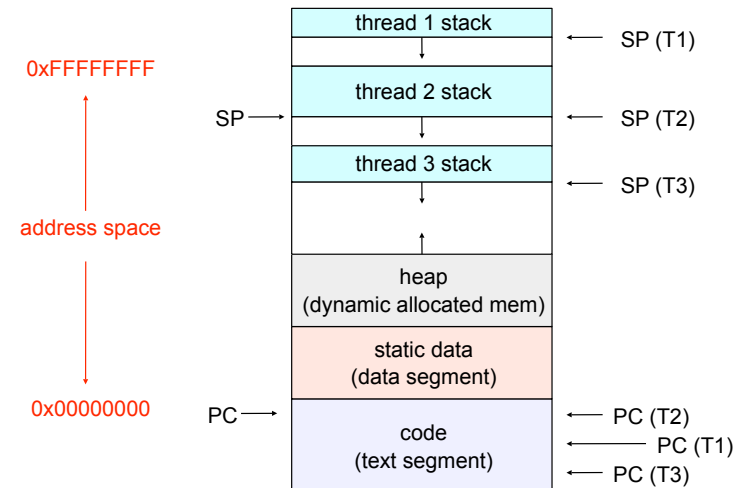 thread 1 stack
SP (T1)
0xFFFFFFFF
thread 2 stack
SP
SP (T2)
thread 3 stack
SP (T3)
address space
heap
(dynamic allocated mem)
static data
(data segment)
0x00000000
PC
PC (T2)
code
(text segment)
PC (T1)
PC (T3)